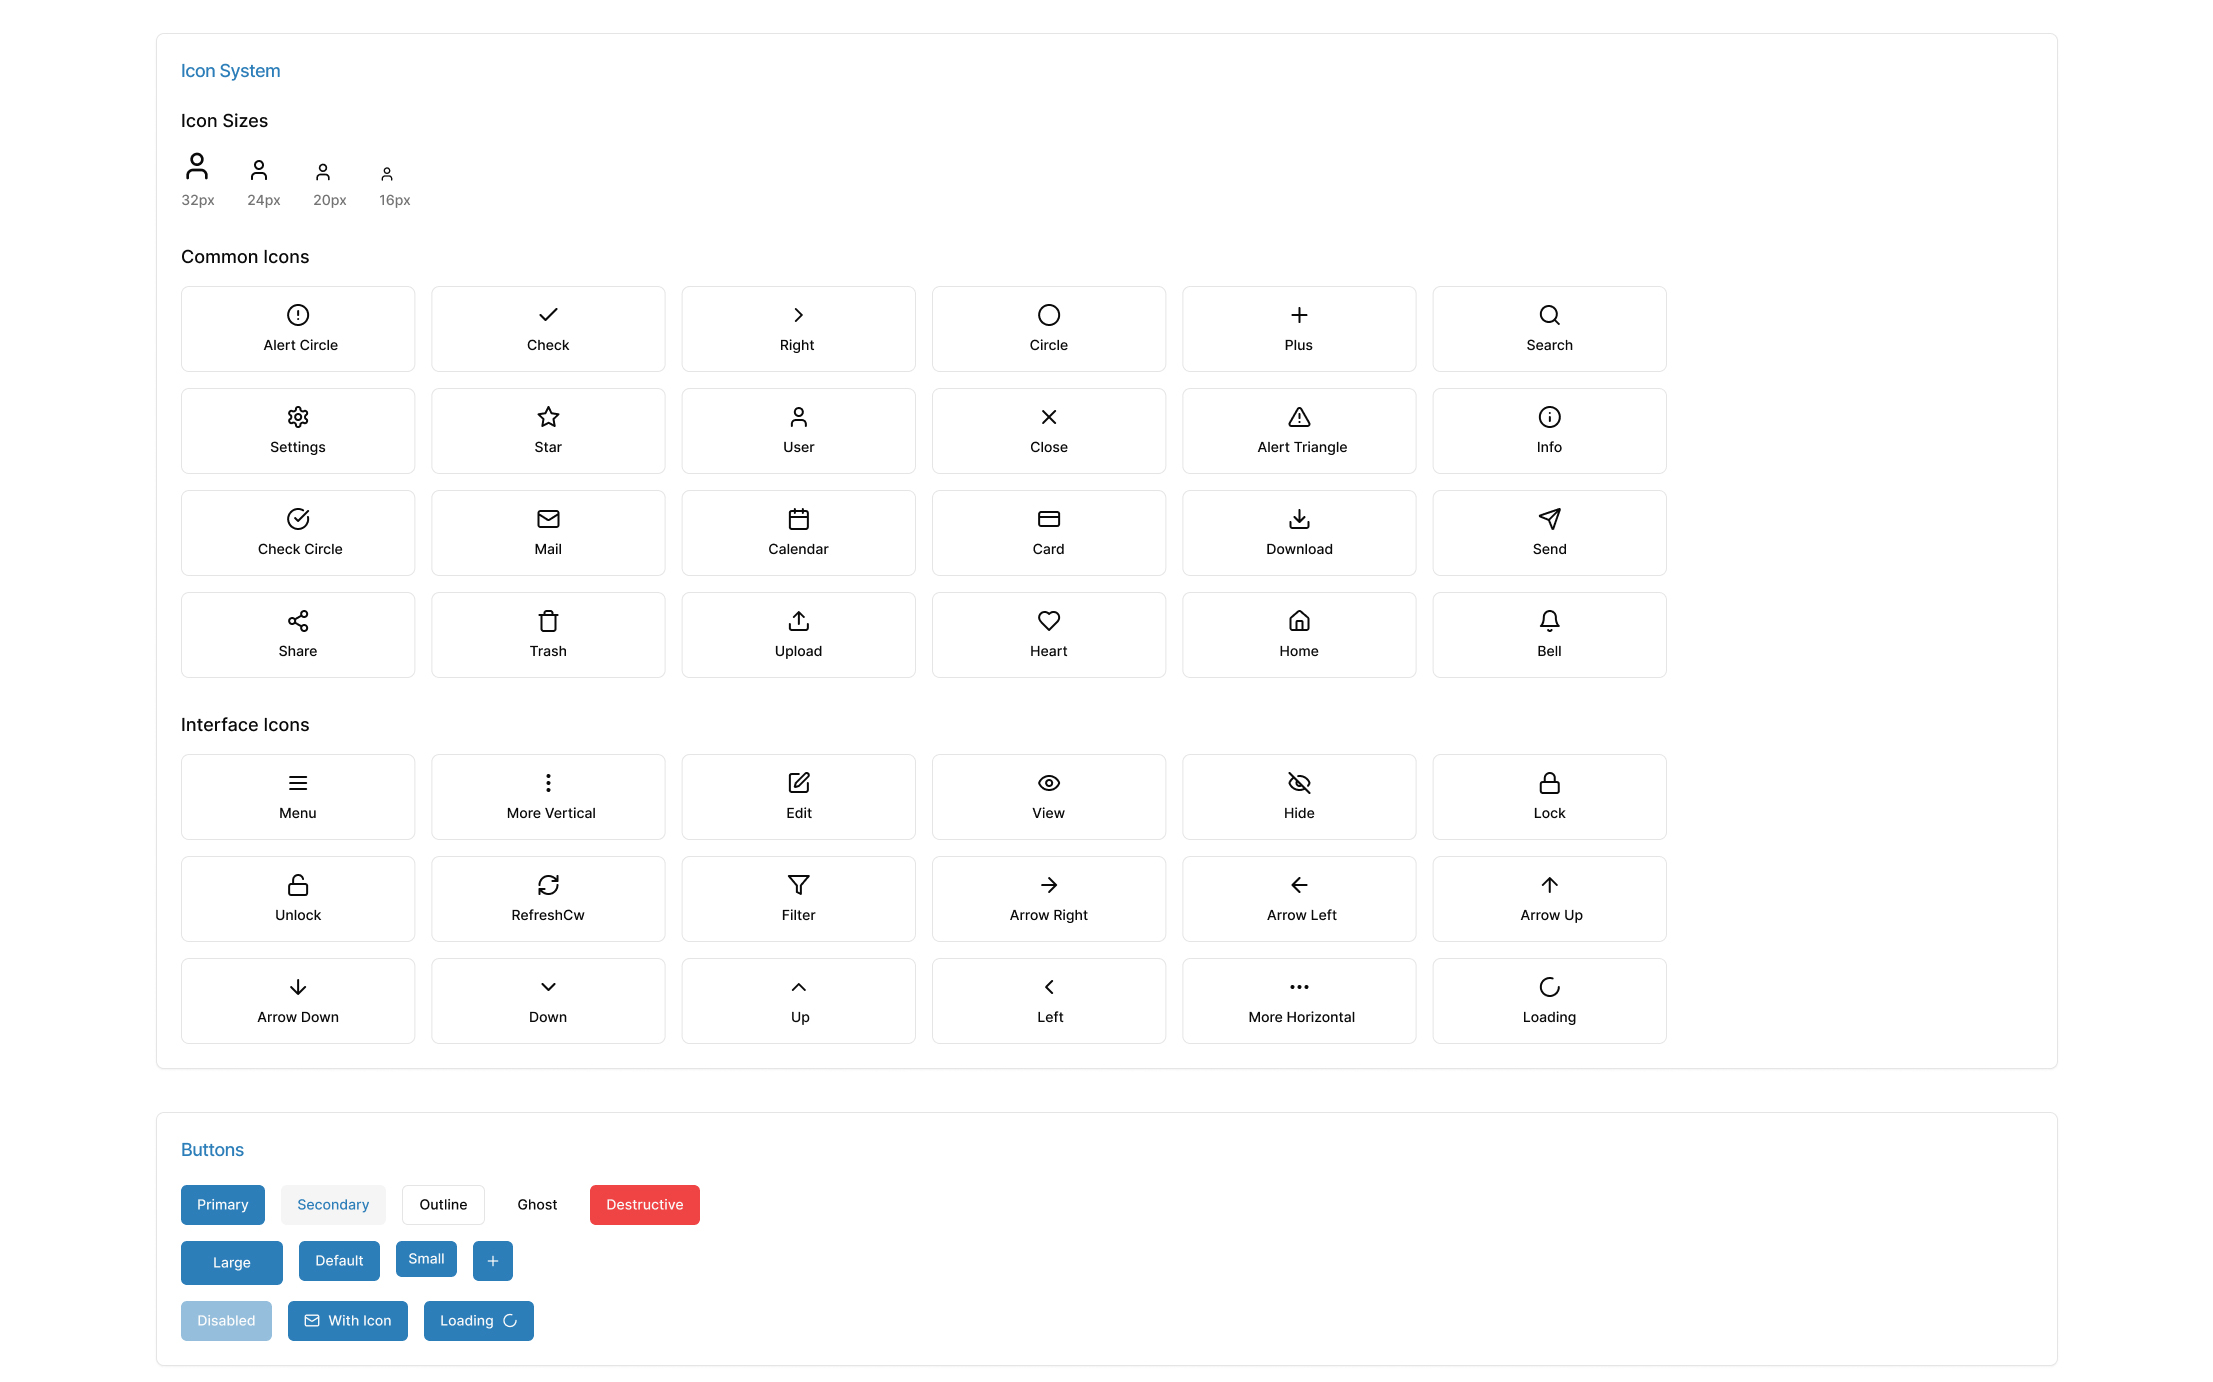 Icon System
Icon Sizes
32px 24px 20px 16px
Common Icons
Alert Circle Check Right Circle Plus Search
Settings Star User Close Alert Triangle Info
Check Circle Mail Calendar Card Download Send
Share Trash Upload Heart Home Bell
Interface Icons
Menu More Vertical Edit View Hide Lock
Unlock RefreshCw Filter Arrow Right Arrow Left Arrow Up
Arrow Down Down Up Left More Horizontal Loading
Buttons
Primary Secondary Outline Ghost Destructive
Large Default Small
Disabled With Icon Loading